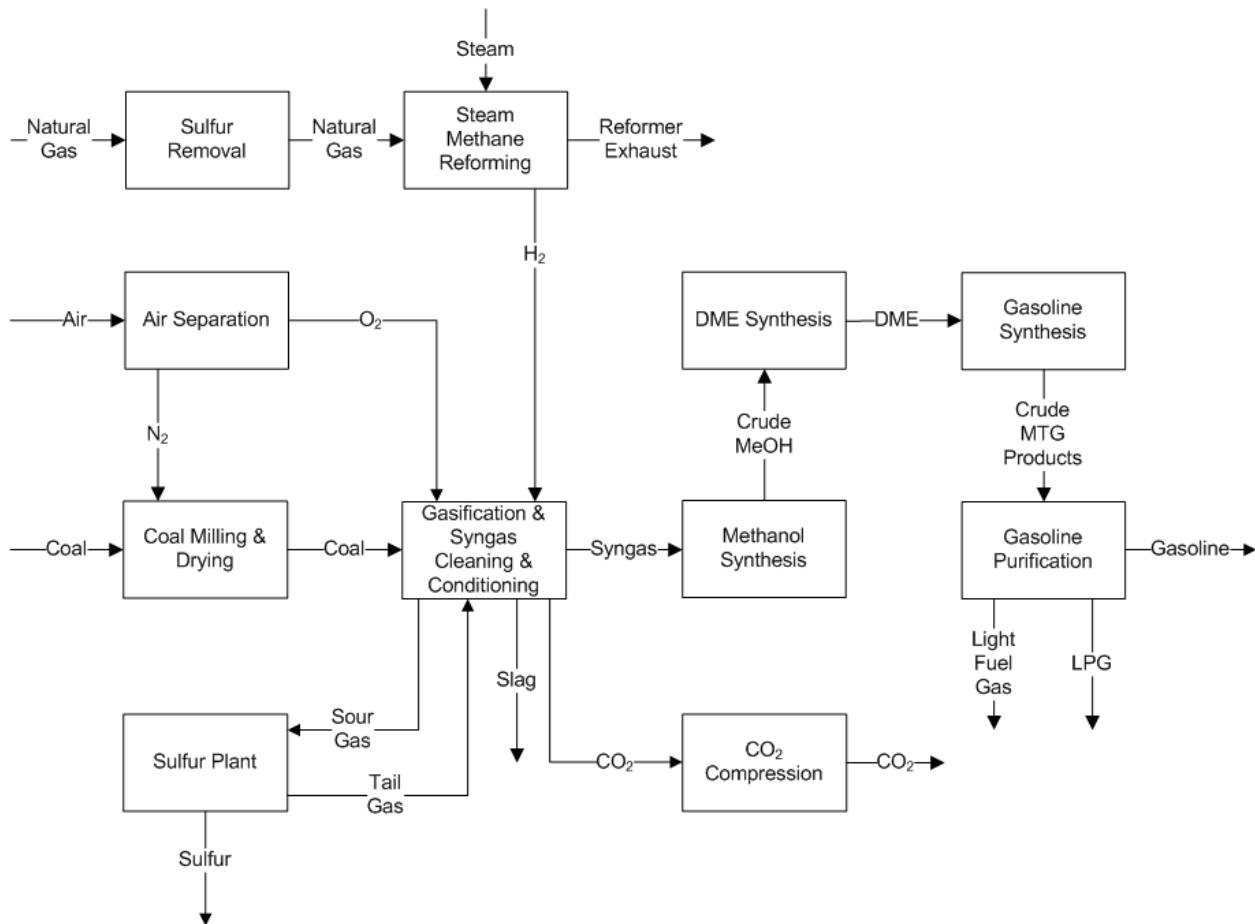 Steam
Natural
Gas
Sulfur
Removal
Natural
Gas
Steam
Methane
Reforming
Reformer
Exhaust
H₂
Air
Air Separation
O₂
DME Synthesis
DME
Gasoline
Synthesis
N₂
Crude
MeOH
Crude
MTG
Products
Coal
Coal Milling &
Drying
Coal
Gasification &
Syngas
Cleaning &
Conditioning
Syngas
Methanol
Synthesis
Gasoline
Purification
Gasoline
Light
Fuel
Gas
LPG
Slag
Sour
Gas
Sulfur Plant
Tail
Gas
CO₂
CO₂
Compression
CO₂
Sulfur